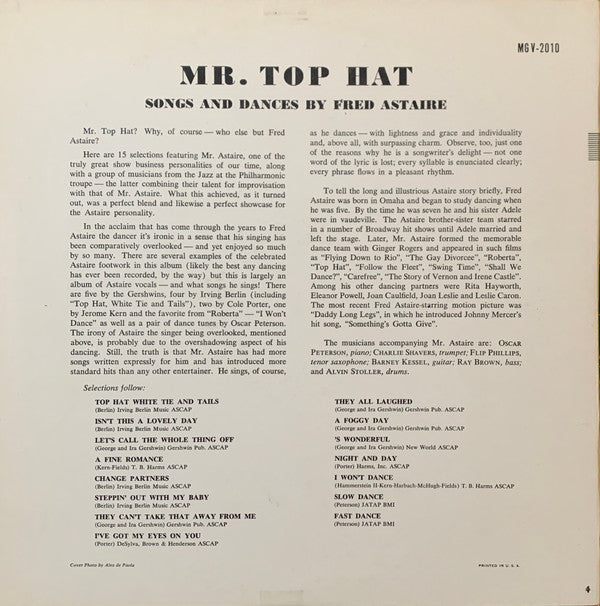 MG V-2010
MR. TOP HAT
SONGS AND DANCES BY FRED ASTAIRE
Mr. Top Hat? Why, of course — who else but Fred
Astaire?
Here are 15 selections featuring Mr. Astaire, one of the
truly great show business personalities of our time, along
with a group of musicians from the Jazz at the Philharmonic
troupe — the latter combining their talent for improvisation
with that of Mr. Astaire. What this achieved, as it turned
out, was a perfect blend and likewise a perfect showcase for
the Astaire personality.
In the acclaim that has come through the years to Fred
Astaire the dancer it's ironic in a sense that his singing has
been comparatively overlooked — and yet enjoyed so much
by so many. There are several examples of the celebrated
Astaire footwork in this album (likely the best any dancing
has ever been recorded, by the way) but this is largely an
album of Astaire vocals — and what songs he sings! There
are five by the Gershwins, four by Irving Berlin (including
"Top Hat, White Tie and Tails"), two by Cole Porter, one
by Jerome Kern and the favorite from "Roberta" — "I Won't
Dance" as well as a pair of dance tunes by Oscar Peterson.
The irony of Astaire the singer being overlooked, mentioned
above, is probably due to the overshadowing aspect of his
dancing. Still, the truth is that Mr. Astaire has had more
songs written expressly for him and has introduced more
standard hits than any other entertainer. He sings, of course,
as he dances — with lightness and grace and individuality
and, above all, with surpassing charm. Observe, too, just one
of the reasons why he is a songwriter's delight — not one
word of the lyric is lost; every syllable is enunciated clearly;
every phrase flows in a pleasant rhythm.
To tell the long and illustrious Astaire story briefly, Fred
Astaire was born in Omaha and began to study dancing when
he was five. By the time he was seven he and his sister Adele
were in vaudeville. The Astaire brother-sister team starred
in a number of Broadway hit shows until Adele married and
left the stage. Later, Mr. Astaire formed the memorable
dance team with Ginger Rogers and appeared in such films
as "Flying Down to Rio", "The Gay Divorcee", "Roberta",
"Top Hat", "Follow the Fleet", "Swing Time", "Shall We
Dance?", "Carefree", "The Story of Vernon and Irene Castle".
Among his other dancing partners were Rita Hayworth,
Eleanor Powell, Joan Caulfield, Joan Leslie and Leslie Caron.
The most recent Fred Astaire-starring motion picture was
"Daddy Long Legs", in which he introduced Johnny Mercer's
hit song, "Something's Gotta Give".
The musicians accompanying Mr. Astaire are: OSCAR
PETERSON, piano; CHARLIE SHAVERS, trumpet; FLIP PHILLIPS,
tenor saxophone; BARNEY KESSEL, guitar; RAY BROWN, bass;
and ALVIN STOLLER, drums.
Selections follow:
TOP HAT WHITE TIE AND TAILS
(Berlin) Irving Berlin Music ASCAP
ISN'T THIS A LOVELY DAY
(Berlin) Irving Berlin Music ASCAP
LET'S CALL THE WHOLE THING OFF
(George and Ira Gershwin) Gershwin Pub. ASCAP
A FINE ROMANCE
(Kern-Fields) T. B. Harms ASCAP
CHANGE PARTNERS
(Berlin) Irving Berlin Music ASCAP
STEPPIN' OUT WITH MY BABY
(Berlin) Irving Berlin Music ASCAP
THEY CAN'T TAKE THAT AWAY FROM ME
(George and Ira Gershwin) Gershwin Pub. ASCAP
I'VE GOT MY EYES ON YOU
(Porter) DeSylva, Brown & Henderson ASCAP
THEY ALL LAUGHED
(George and Ira Gershwin) Gershwin Pub. ASCAP
A FOGGY DAY
(George and Ira Gershwin) Gershwin Pub. ASCAP
'S WONDERFUL
(George and Ira Gershwin) New World ASCAP
NIGHT AND DAY
(Porter) Harms, Inc. ASCAP
I WON'T DANCE
(Hammerstein II-Kern-Harbach-McHugh-Fields) T. B. Harms ASCAP
SLOW DANCE
(Peterson) JATAP BMI
FAST DANCE
(Peterson) JATAP BMI
Cover Photo by Alex de Paola
PRINTED IN U. S. A.